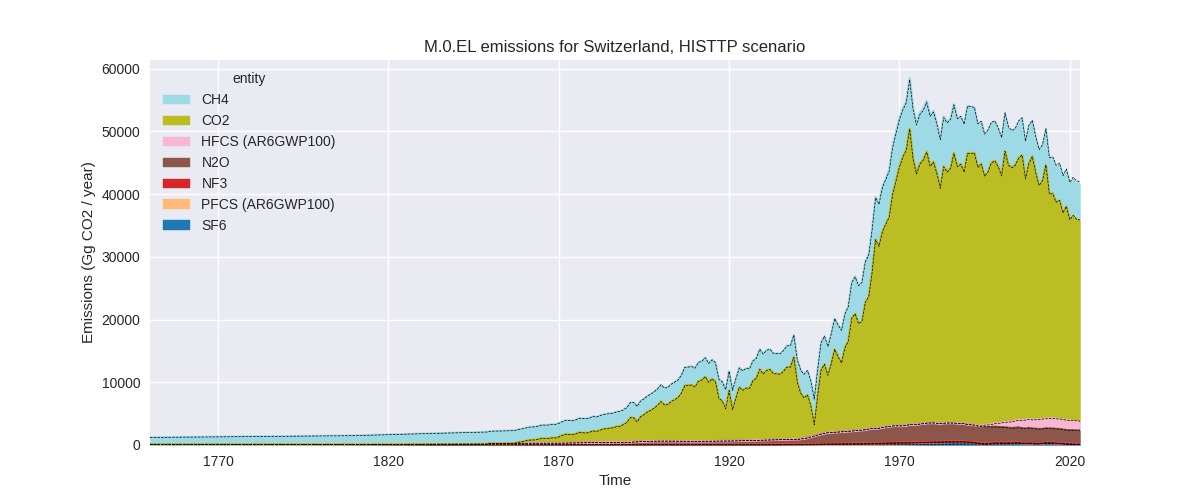 M.0.EL emissions for Switzerland, HISTTP scenario
60000
50000
40000
30000
20000
10000
0
Emissions (Gg CO2 / year)
entity
CH4
CO2
HFCS (AR6GWP100)
N2O
NF3
PFCS (AR6GWP100)
SF6
1770
1820
1870
1920
1970
2020
Time